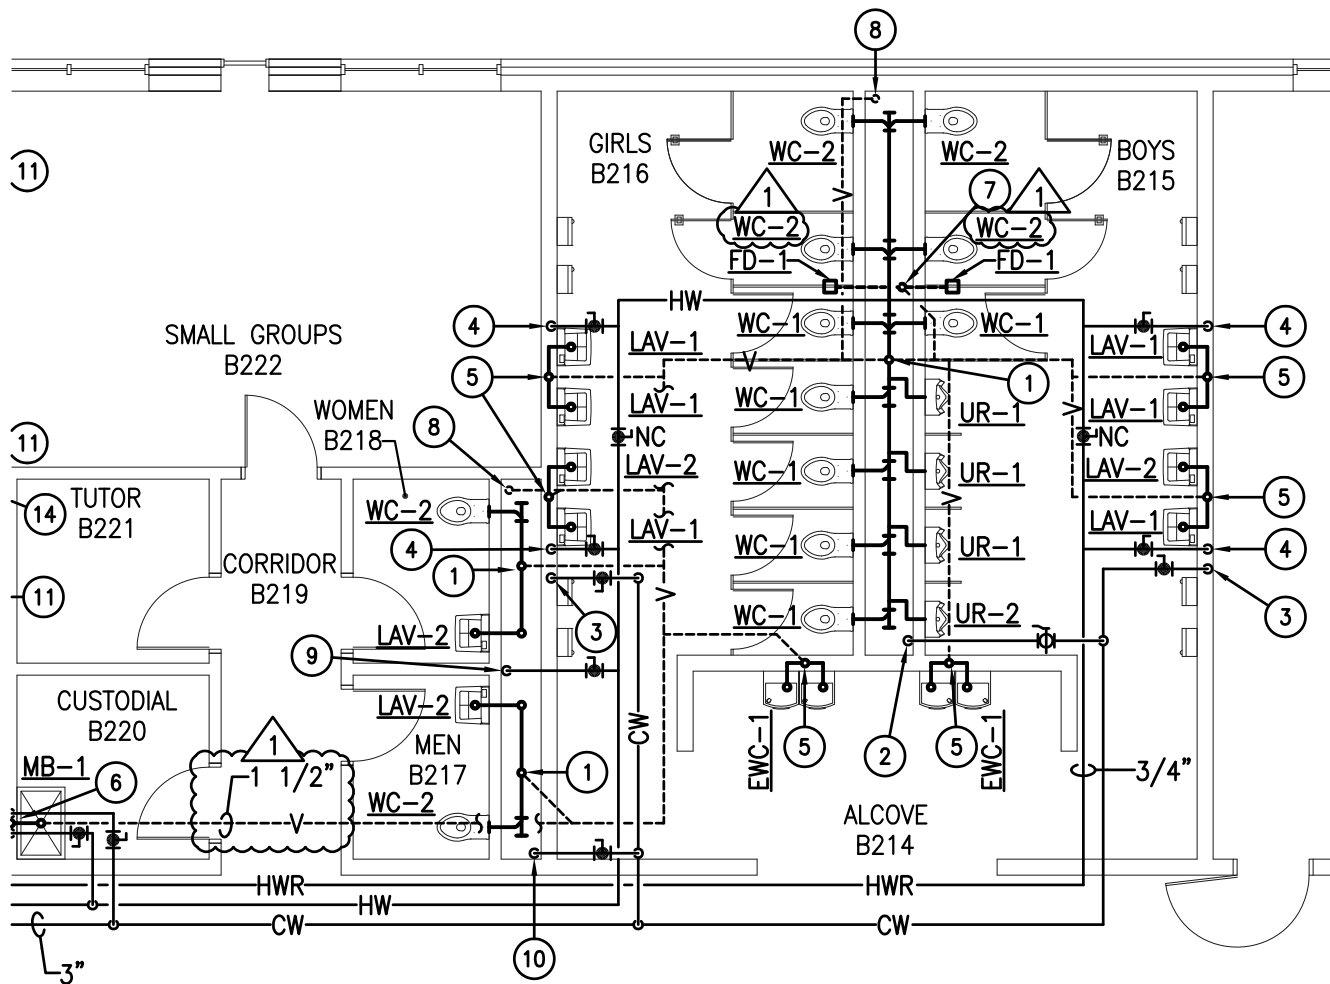 8
GIRLS
B216
WC-2
WC-2
BOYS
B215
11
1
7
1
WC-2
WC-2
FD-1
FD-1
HW
4
SMALL GROUPS
B222
LAV-1
WC-1
WC-1
LAV-1
4
5
V
V
1
5
WOMEN
B218
LAV-1
WC-1
UR-1
V
LAV-1
11
8
NC
NC
TUTOR
B221
14
WC-2
LAV-2
WC-1
UR-1
V
LAV-2
5
4
LAV-1
WC-1
UR-1
LAV-1
4
CORRIDOR
B219
1
11
V
3
WC-1
UR-2
3
LAV-2
9
2
CUSTODIAL
B220
LAV-2
MEN
B217
CW
EWC-1
5
5
EWC-1
MB-1
6
1
1 1/2"
V
WC-2
1
3/4"
ALCOVE
B214
HWR
HWR
HW
CW
CW
10
3"